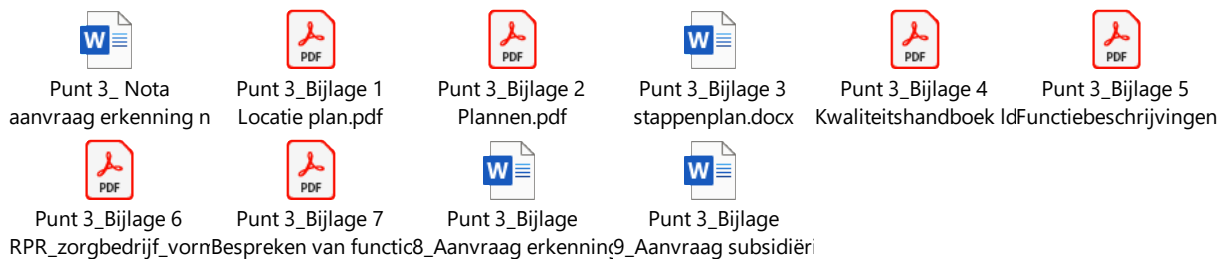 W PDF PDF W PDF PDF
Punt 3_ Nota Punt 3_Bijlage 1 Punt 3_Bijlage 2 Punt 3_Bijlage 3 Punt 3_Bijlage 4 Punt 3_Bijlage 5
aanvraag erkenning n Locatie plan.pdf Plannen.pdf stappenplan.docx Kwaliteitshandboek ld Functiebeschrijvingen
PDF PDF W W
Punt 3_Bijlage 6 Punt 3_Bijlage 7 Punt 3_Bijlage Punt 3_Bijlage
RPR_zorgbedrijf_vorm Bespreken van functic 8_Aanvraag erkenning 9_Aanvraag subsidiëri